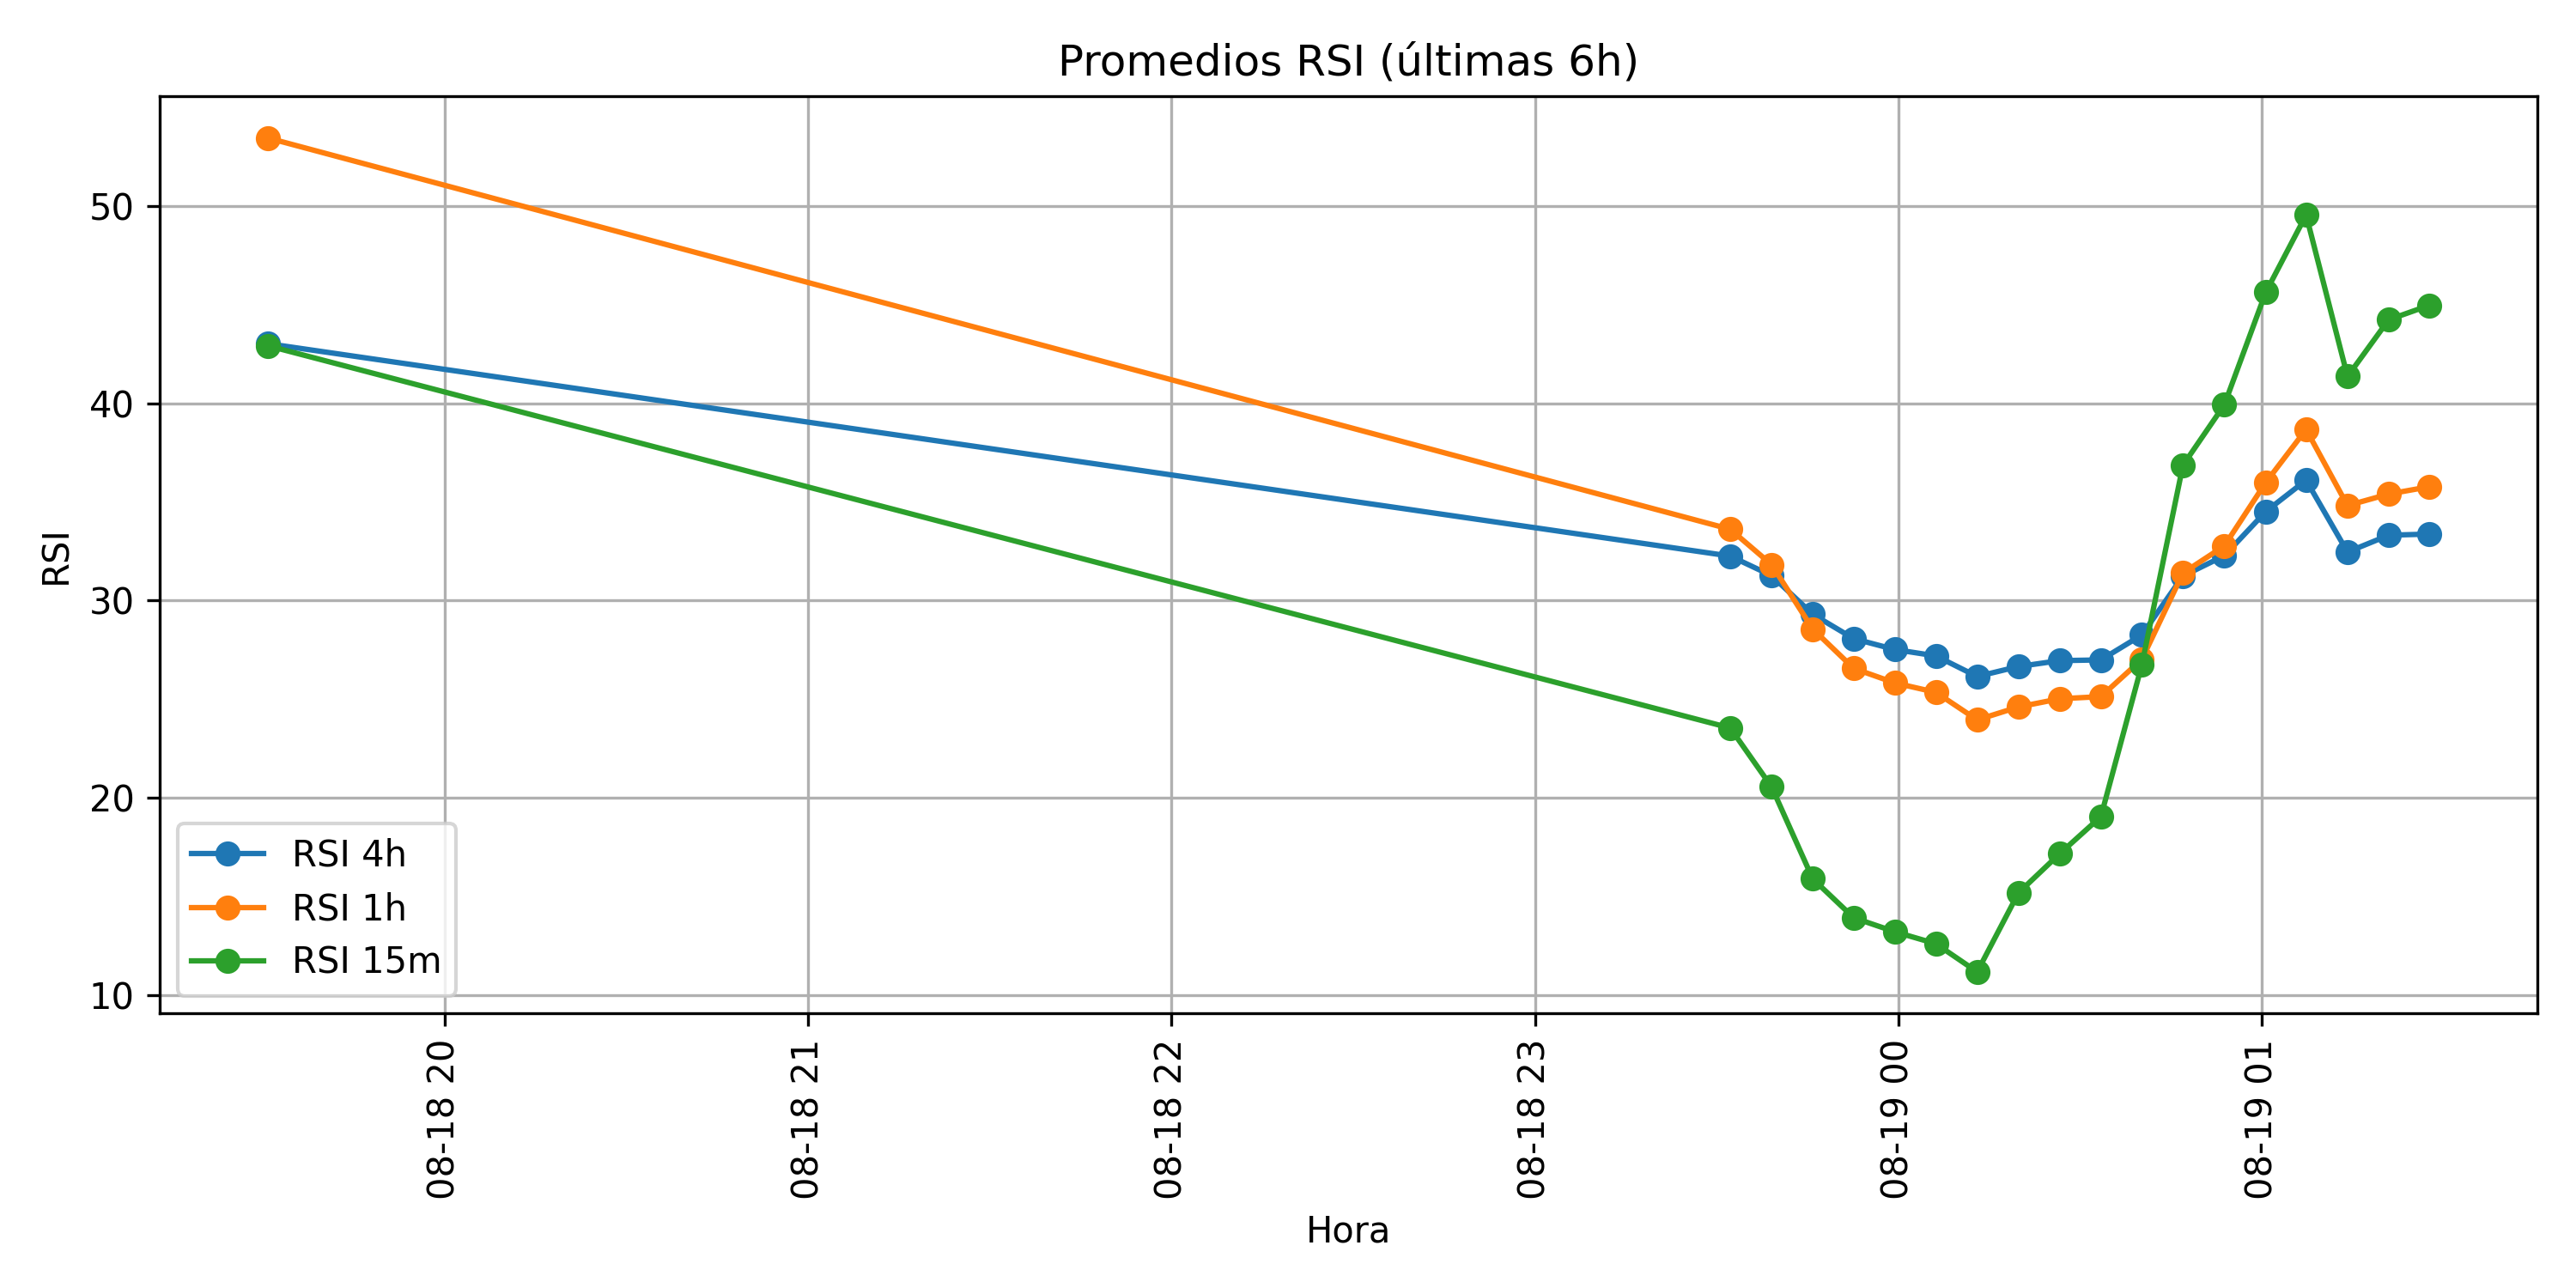 Promedios RSI (últimas 6h)
RSI
50
40
30
20
10
RSI 4h
RSI 1h
RSI 15m
08-18 20
08-18 21
08-18 22
08-18 23
08-19 00
08-19 01
Hora